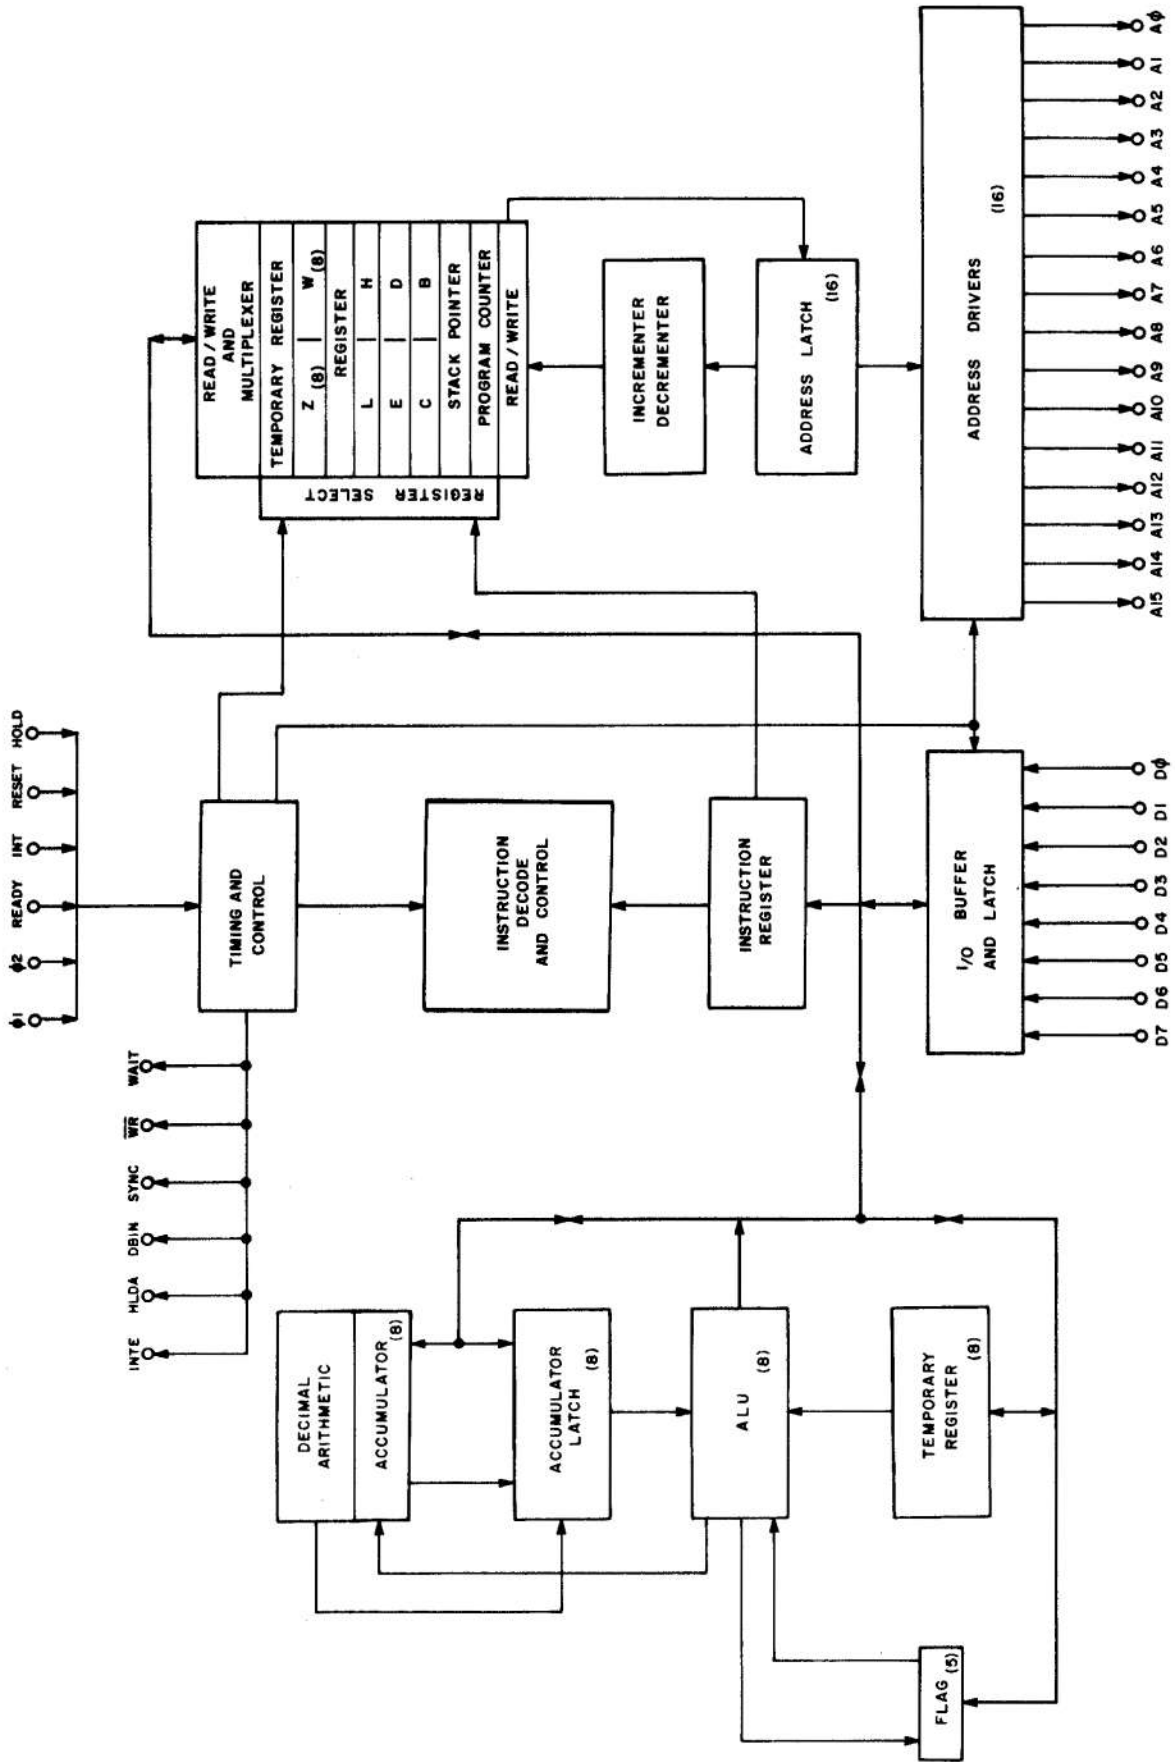 ϕ1
ϕ2
READY
INT
RESET
HOLD
INTE
HLDA
DBIN
SYNC
W̅R̅
WAIT
TIMING AND
CONTROL
READ/WRITE
AND
MULTIPLEXER
TEMPORARY REGISTER
Z (8) | W (8)
REGISTER
L | H
E | D
C | B
STACK POINTER
PROGRAM COUNTER
READ/WRITE
REGISTER SELECT
DECIMAL
ARITHMETIC
ACCUMULATOR (8)
INSTRUCTION
DECODE
AND CONTROL
ACCUMULATOR
LATCH
(8)
INCREMENTER
DECREMENTER
ALU
(8)
INSTRUCTION
REGISTER
ADDRESS LATCH
(16)
FLAG (5)
TEMPORARY
REGISTER
(8)
I/O BUFFER
AND LATCH
ADDRESS DRIVERS
(16)
D7
D6
D5
D4
D3
D2
D1
Dϕ
A15
A14
A13
A12
A11
A10
A9
A8
A7
A6
A5
A4
A3
A2
A1
Aϕ